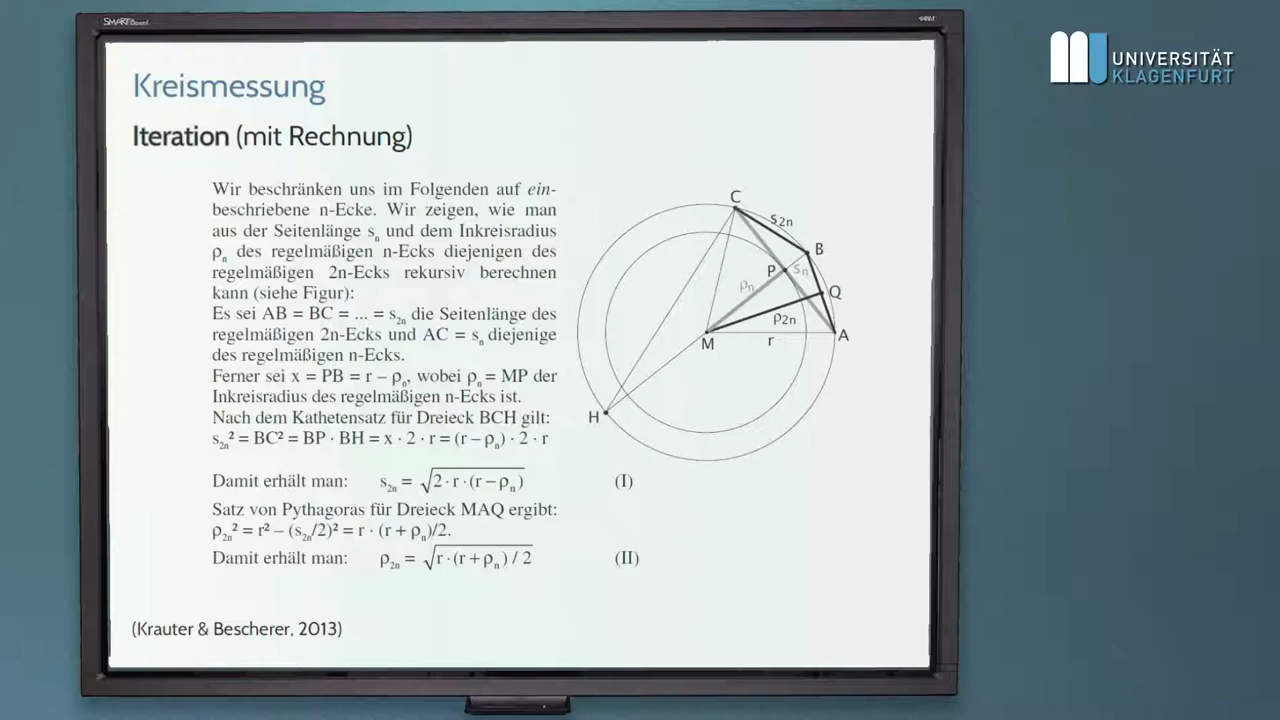 SMART Board
UNIVERSITÄT
KLAGENFURT
Kreismessung
Iteration (mit Rechnung)
Wir beschränken uns im Folgenden auf ein-
beschriebene n-Ecke. Wir zeigen, wie man
aus der Seitenlänge sₙ und dem Inkreisradius
ρₙ des regelmäßigen n-Ecks diejenigen des
regelmäßigen 2n-Ecks rekursiv berechnen
kann (siehe Figur):
Es sei AB = BC = ... = s₂ₙ die Seitenlänge des
regelmäßigen 2n-Ecks und AC = sₙ diejenige
des regelmäßigen n-Ecks.
Ferner sei x = PB = r – ρₙ, wobei ρₙ = MP der
Inkreisradius des regelmäßigen n-Ecks ist.
Nach dem Kathetensatz für Dreieck BCH gilt:
s₂ₙ² = BC² = BP · BH = x · 2 · r = (r – ρₙ) · 2 · r
Damit erhält man: s₂ₙ = √(2 · r · (r – ρₙ)) (I)
Satz von Pythagoras für Dreieck MAQ ergibt:
ρ₂ₙ² = r² – (s₂ₙ/2)² = r · (r + ρₙ)/2.
Damit erhält man: ρ₂ₙ = √(r · (r + ρₙ) / 2) (II)
C
s₂ₙ
B
P
sₙ
ρₙ
Q
ρ₂ₙ
M
r
A
H
(Krauter & Bescherer, 2013)